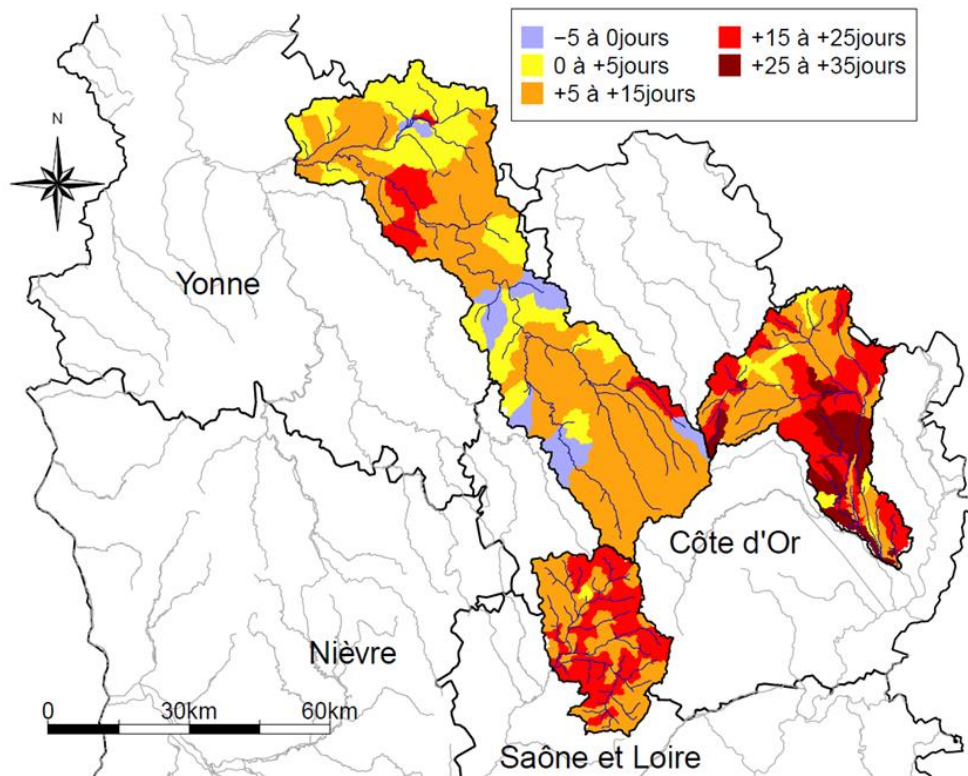 −5 à 0jours
0 à +5jours
+5 à +15jours
+15 à +25jours
+25 à +35jours
N
Yonne
Côte d'Or
Nièvre
0 30km 60km
Saône et Loire